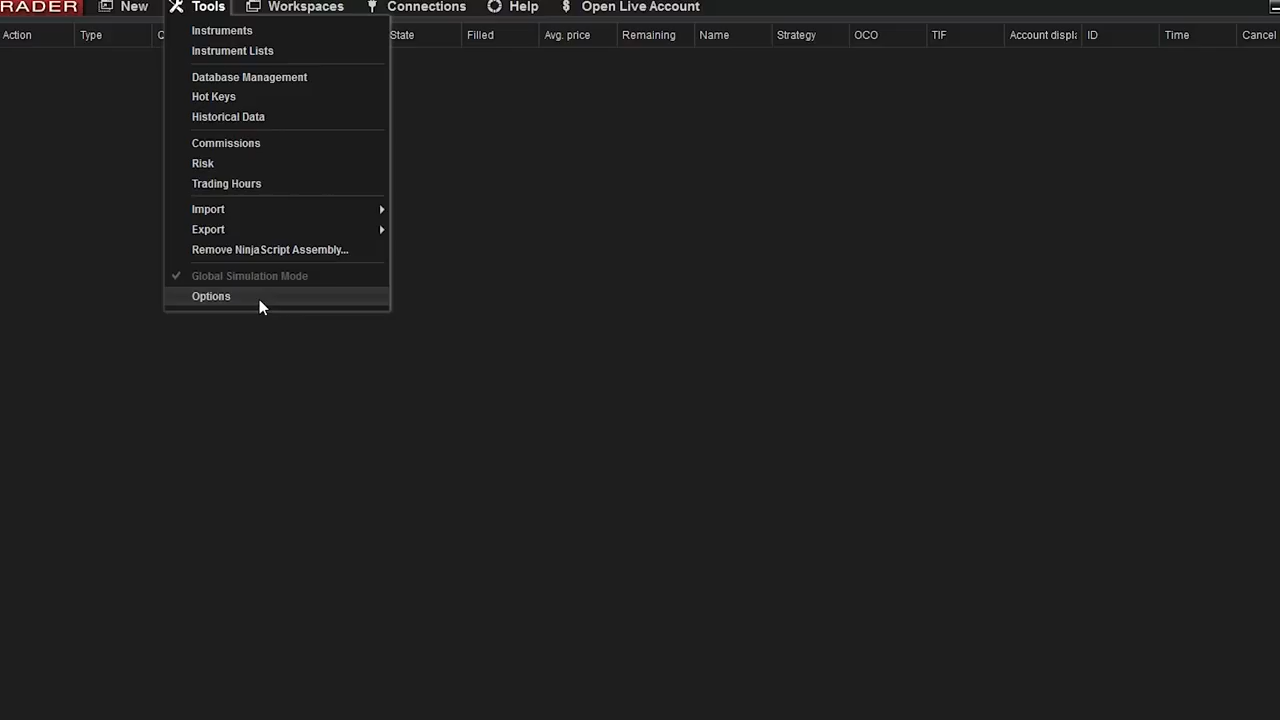 RADER New Tools Workspaces Connections Help $ Open Live Account
Action Type State Filled Avg. price Remaining Name Strategy OCO TIF Account displ ID Time Cancel
Instruments
Instrument Lists
Database Management
Hot Keys
Historical Data
Commissions
Risk
Trading Hours
Import
Export
Remove NinjaScript Assembly...
Global Simulation Mode
Options